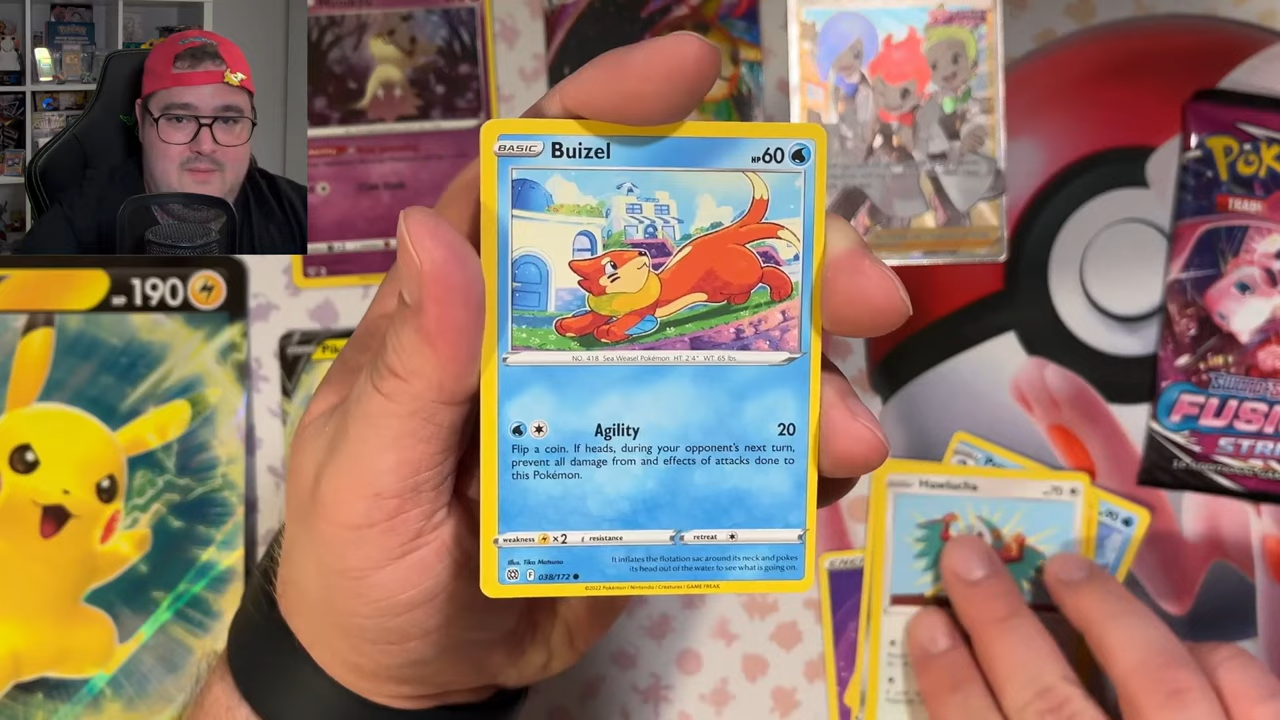 BASIC Buizel HP60
NO. 418 Sea Weasel Pokémon HT: 2'4" WT: 65 lbs.
Agility 20
Flip a coin. If heads, during your opponent's next turn,
prevent all damage from and effects of attacks done to
this Pokémon.
weakness ×2 resistance retreat
Illus. Tika Matsuno
It inflates the flotation sac around its neck and pokes
its head out of the water to see what is going on.
F 038/172
©2022 Pokémon / Nintendo / Creatures / GAME FREAK
HP 190
Hawlucha 70
90